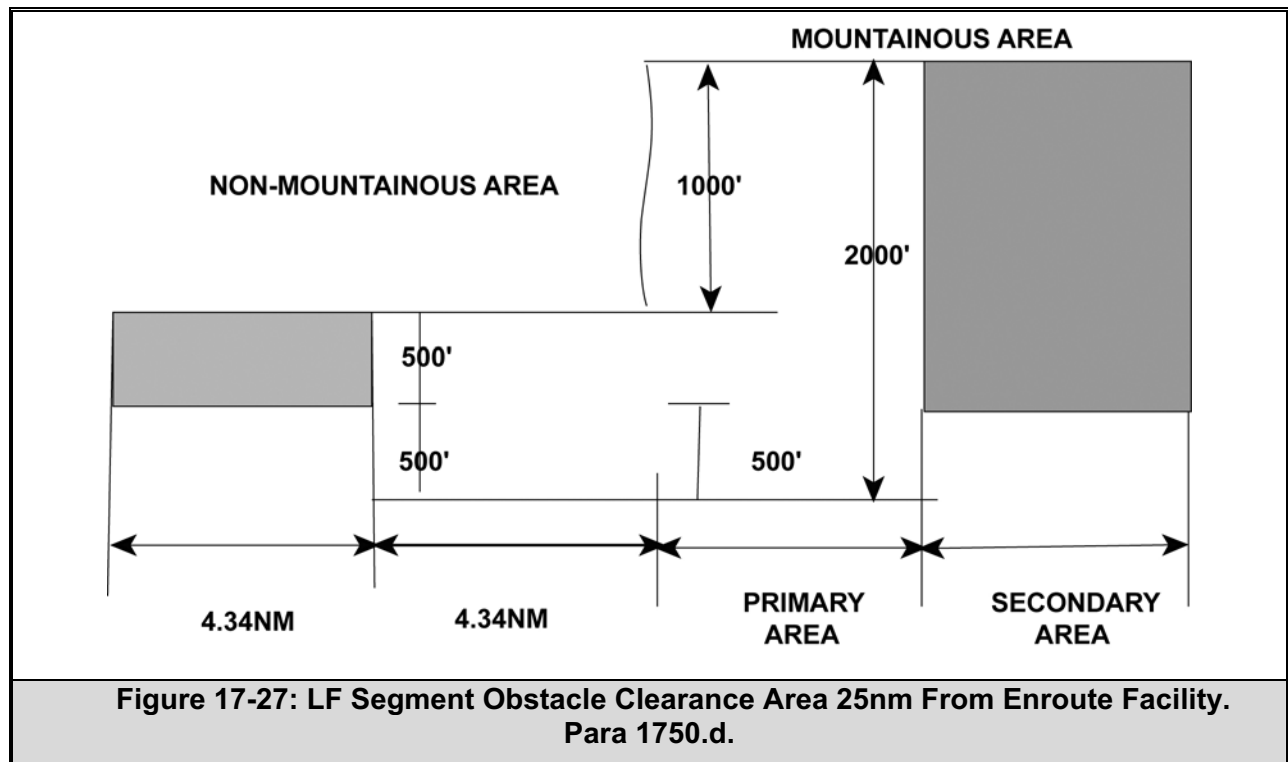 MOUNTAINOUS AREA
NON-MOUNTAINOUS AREA
1000'
2000'
500'
500'
500'
4.34NM
4.34NM
PRIMARY
AREA
SECONDARY
AREA
Figure 17-27: LF Segment Obstacle Clearance Area 25nm From Enroute Facility.
Para 1750.d.